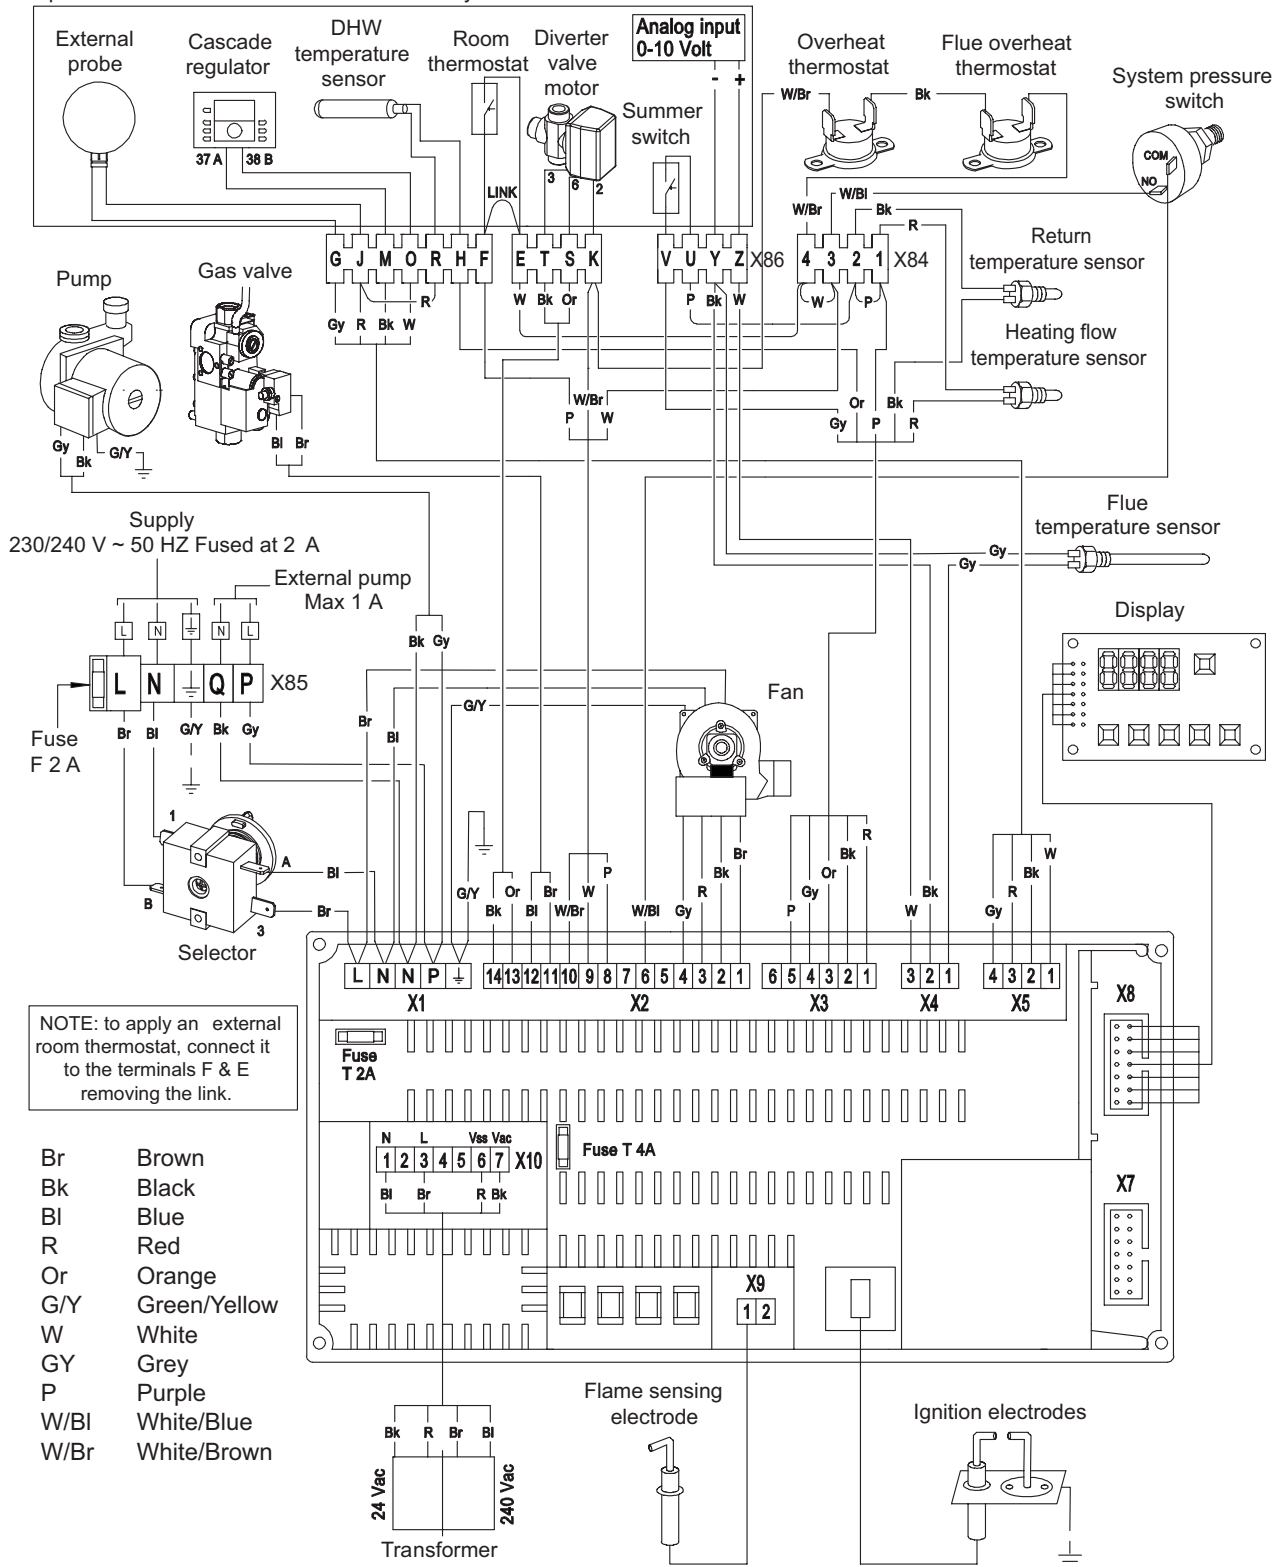 External
probe
Cascade
regulator
37 A 38 B
DHW
temperature
sensor
Room
thermostat
Diverter
valve
motor
3 6 2
Summer
switch
Analog input
0-10 Volt
- +
Overheat
thermostat
Flue overheat
thermostat
System pressure
switch
COM
NO
W/Br
Bk
LINK
W/Br
W/Bl
Bk
R
G J M O R H F
E T S K
V U Y Z X86
4 3 2 1 X84
Return
temperature sensor
Heating flow
temperature sensor
Gy R Bk W
R
W Bk Or
P Bk W
W P
Pump
Gas valve
Gy
Bk
G/Y
Bl Br
W/Br
P W
Or Bk
Gy P R
Supply
230/240 V ~ 50 HZ Fused at 2 A
External pump
Max 1 A
L N N L
L N Q P X85
Fuse
F 2 A
Br Bl G/Y Bk Gy
Bk Gy
Br
Bl
G/Y
Fan
Flue
temperature sensor
Gy
Gy
Display
1
A
B
3
Selector
Bl
Br
G/Y
Bk Or Bl Br W/Br W P
W/Bl
Gy R Bk Br
P Gy Or Bk R
W Bk
Gy R Bk W
L N N P
X1
14 13 12 11 10 9 8 7 6 5 4 3 2 1
X2
6 5 4 3 2 1
X3
3 2 1
X4
4 3 2 1
X5
X8
Fuse
T 2A
NOTE: to apply an external
room thermostat, connect it
to the terminals F & E
removing the link.
N L Vss Vac
1 2 3 4 5 6 7 X10
Bl Br R Bk
Fuse T 4A
X7
X9
1 2
Br Brown
Bk Black
Bl Blue
R Red
Or Orange
G/Y Green/Yellow
W White
GY Grey
P Purple
W/Bl White/Blue
W/Br White/Brown
Bk R Br Bl
24 Vac
240 Vac
Transformer
Flame sensing
electrode
Ignition electrodes